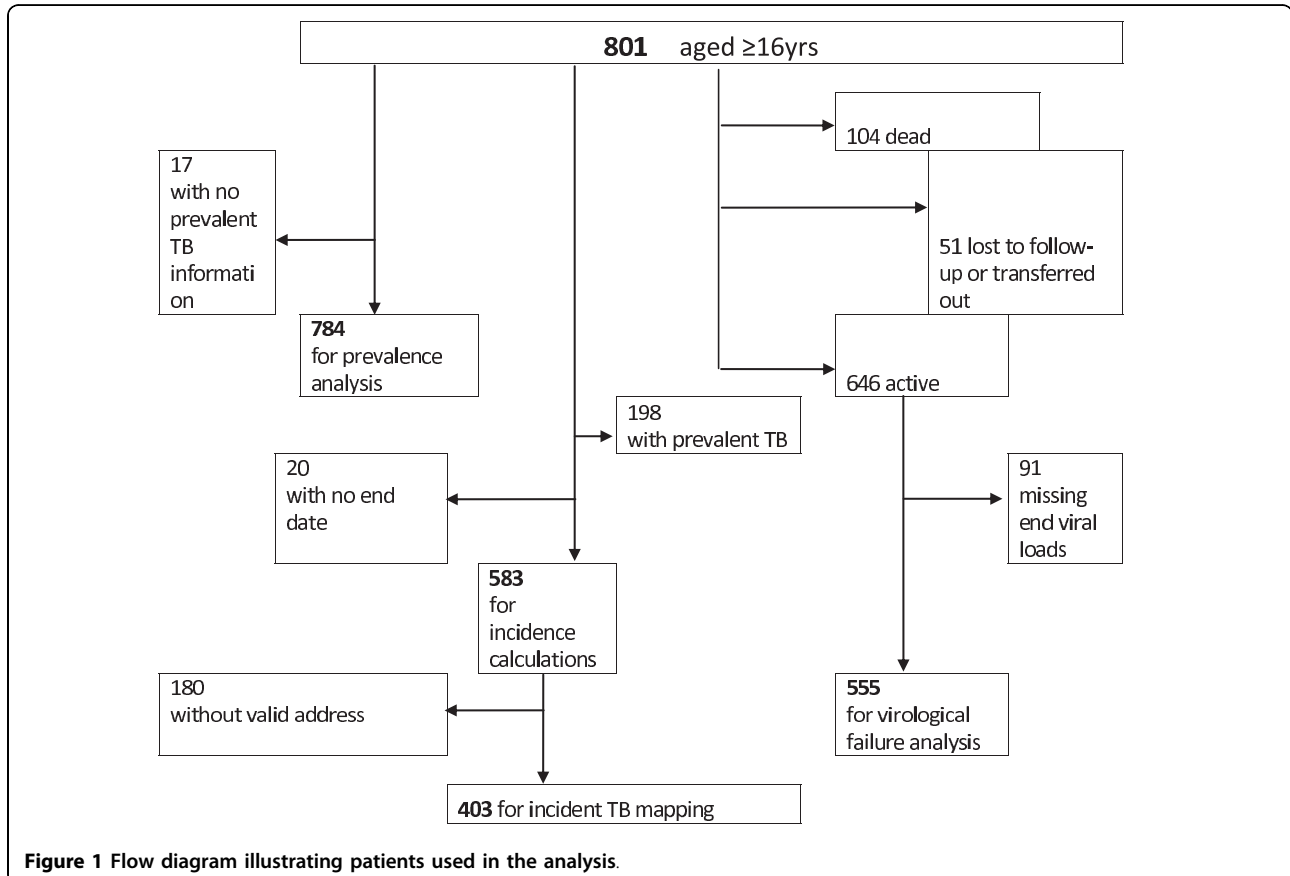 801 aged ≥16yrs
104 dead
17
with no
prevalent
TB
informati
on
51 lost to follow-
up or transferred
out
784
for prevalence
analysis
646 active
198
with prevalent TB
20
with no end
date
91
missing
end viral
loads
583
for
incidence
calculations
180
without valid address
555
for virological
failure analysis
403 for incident TB mapping
Figure 1 Flow diagram illustrating patients used in the analysis.